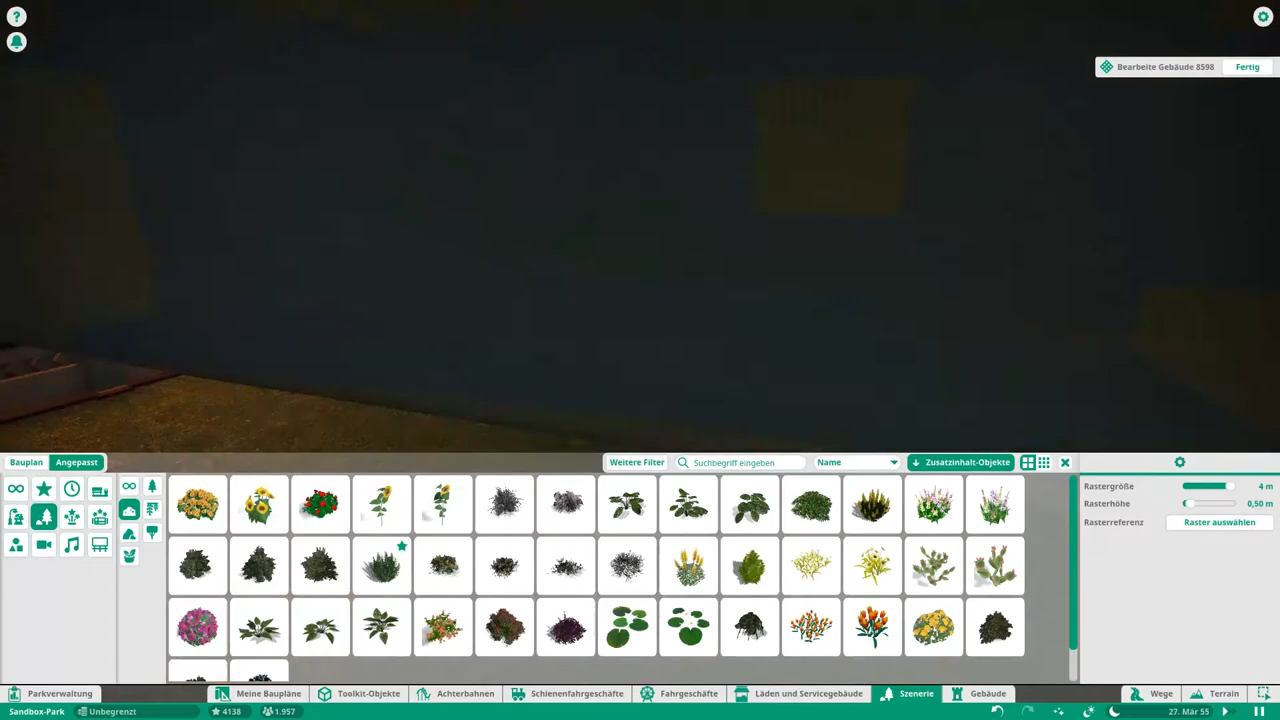 ?
Bearbeite Gebäude 8598 Fertig
Bauplan Angepasst Weitere Filter Suchbegriff eingeben Name Zusatzinhalt-Objekte
Rastergröße 4 m
Rasterhöhe 0,50 m
Rasterreferenz Raster auswählen
Parkverwaltung Meine Baupläne Toolkit-Objekte Achterbahnen Schienenfahrgeschäfte Fahrgeschäfte Läden und Servicegebäude Szenerie Gebäude Wege Terrain
Sandbox-Park Unbegrenzt 4138 1.957 27. Mär 55